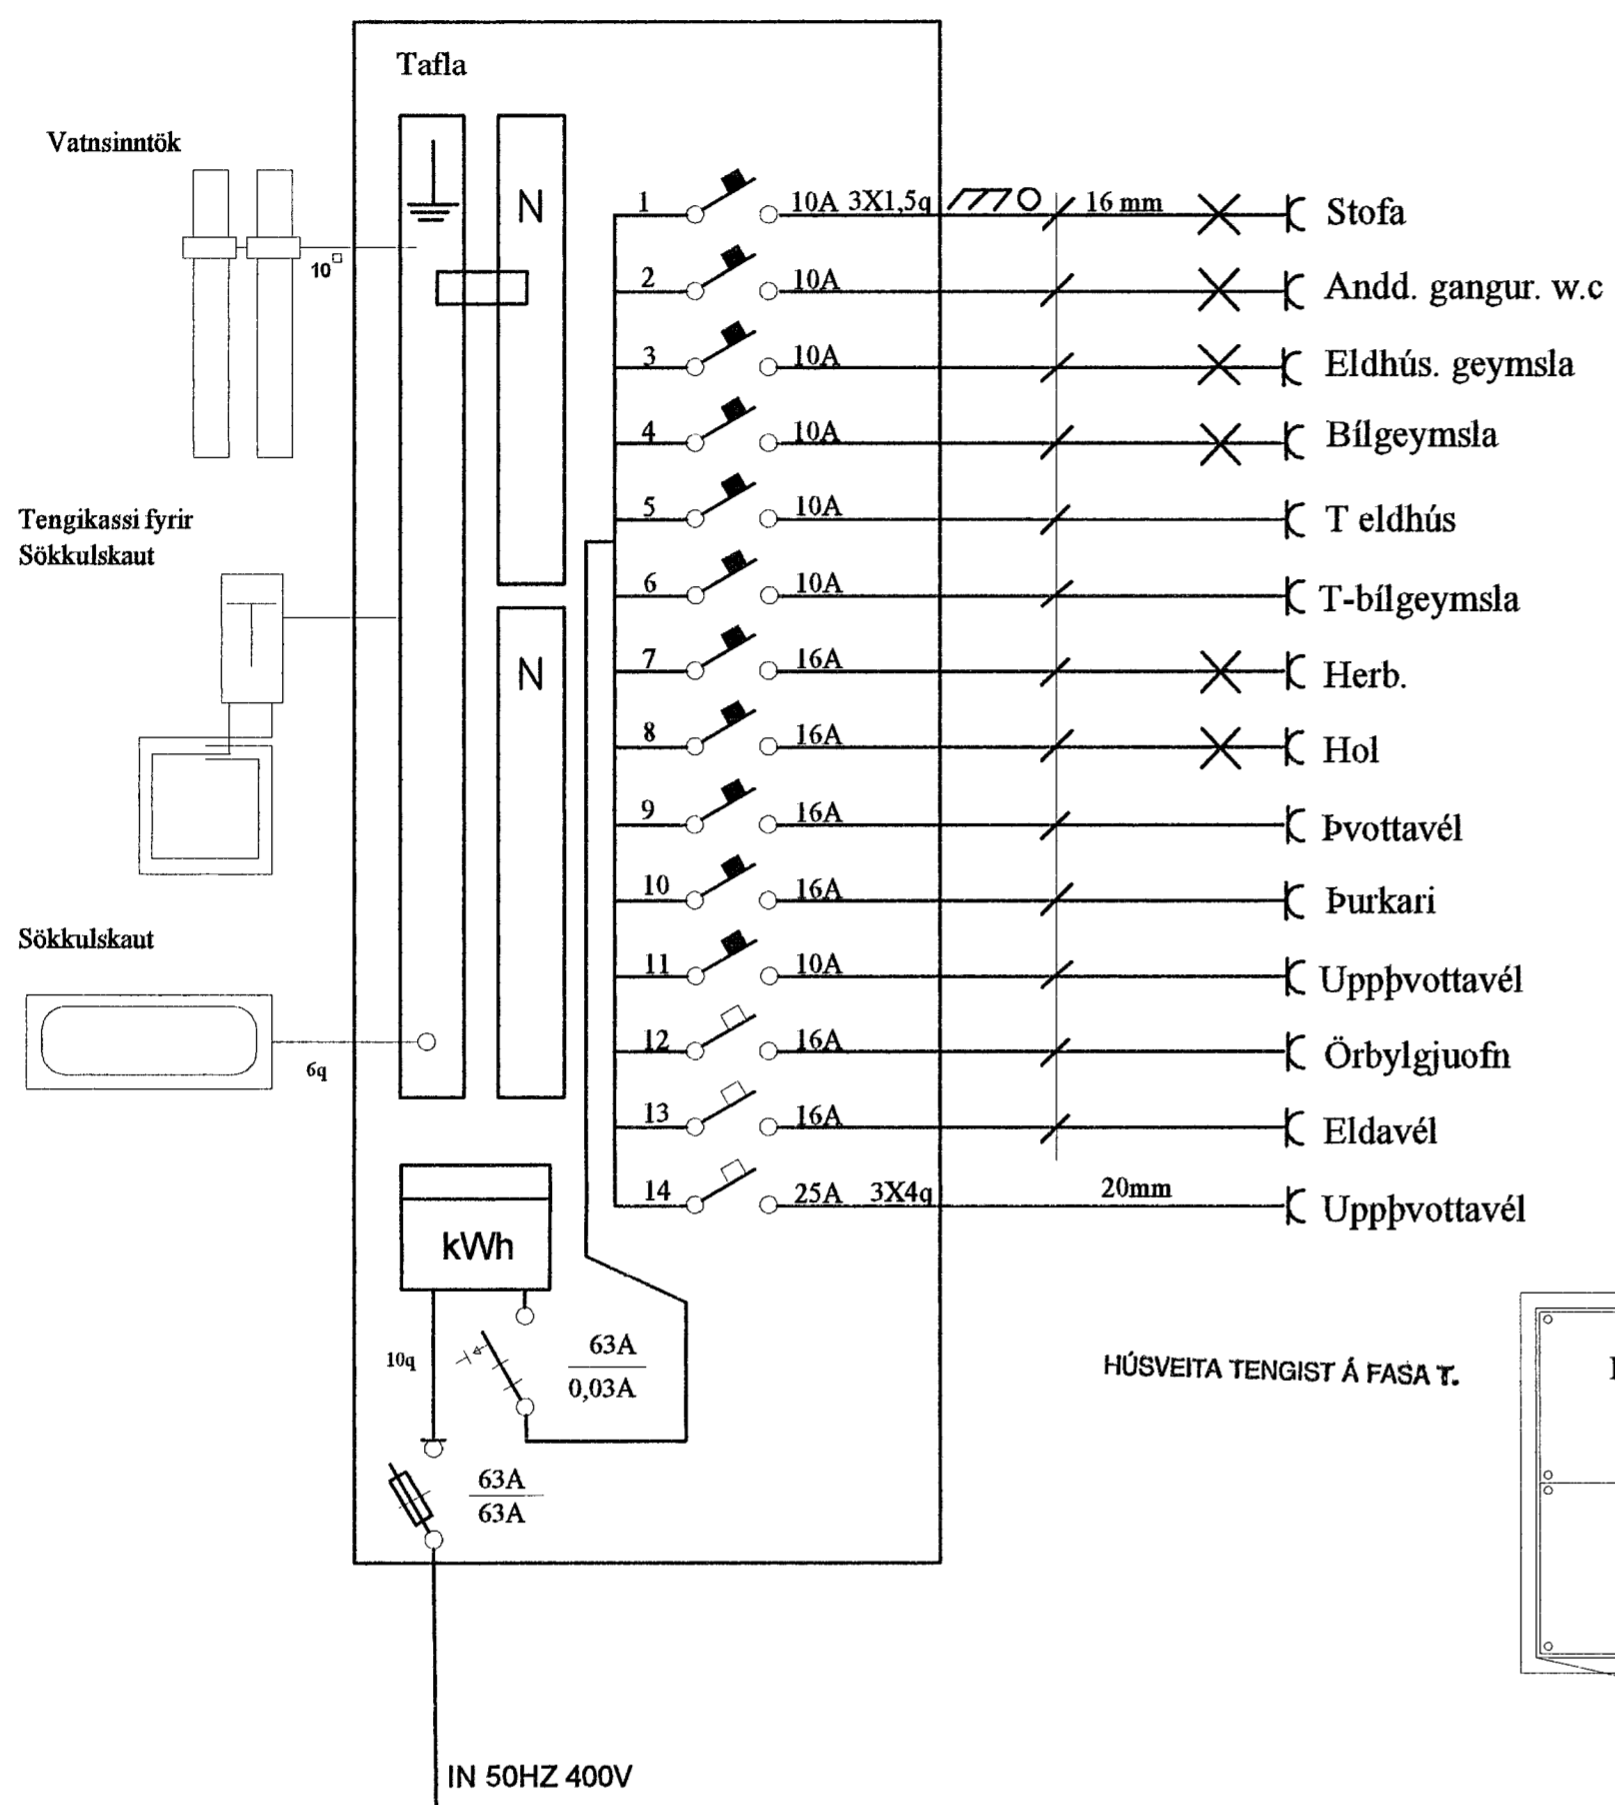 Tafla
Vatnsinntök
10□
N
1 10A 3X1,5q 16 mm Stofa
2 10A Andd. gangur. w.c
3 10A Eldhús. geymsla
4 10A Bílgeymsla
Tengikassi fyrir
Sökkulskaut
5 10A T eldhús
6 10A T-bílgeymsla
N
7 16A Herb.
8 16A Hol
9 16A Þvottavél
10 16A Þurkari
Sökkulskaut
6q
11 10A Uppþvottavél
12 16A Örbylgjuofn
13 16A Eldavél
14 25A 3X4q 20mm Uppþvottavél
kWh
10q
63A
0,03A
HÚSVEITA TENGIST Á FASA T.
63A
63A
IN 50HZ 400V